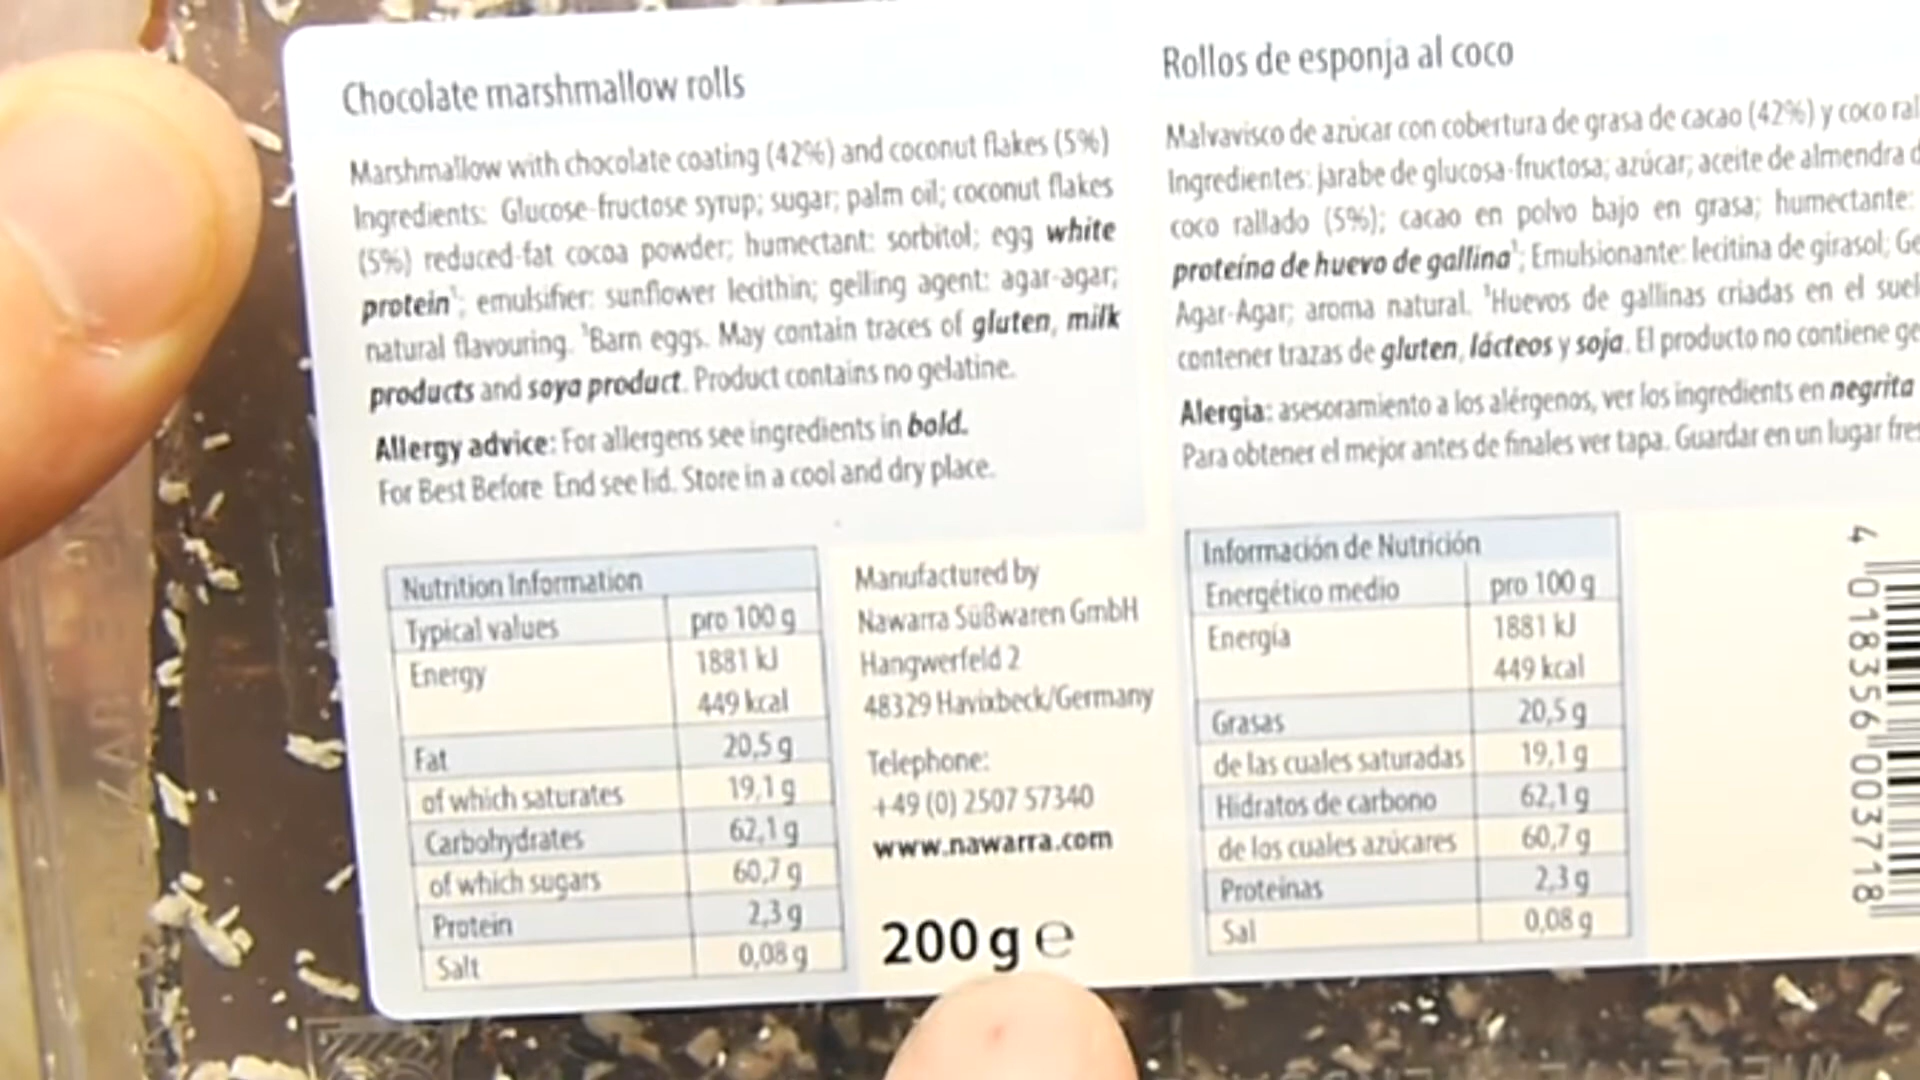 Chocolate marshmallow rolls
Marshmallow with chocolate coating (42%) and coconut flakes (5%)
Ingredients: Glucose-fructose syrup; sugar; palm oil; coconut flakes
(5%) reduced-fat cocoa powder; humectant: sorbitol; egg white
protein¹; emulsifier: sunflower lecithin; gelling agent: agar-agar;
natural flavouring. ¹Barn eggs. May contain traces of gluten, milk
products and soya product. Product contains no gelatine.
Allergy advice: For allergens see ingredients in bold.
For Best Before End see lid. Store in a cool and dry place.
Nutrition Information
Typical values pro 100 g
Energy 1881 kJ
449 kcal
Fat 20,5 g
of which saturates 19,1 g
Carbohydrates 62,1 g
of which sugars 60,7 g
Protein 2,3 g
Salt 0,08 g
Manufactured by
Nawarra Süßwaren GmbH
Hangwerfeld 2
48329 Havixbeck/Germany
Telephone:
+49 (0) 2507 57340
www.nawarra.com
200 g e
Rollos de esponja al coco
Malvavisco de azúcar con cobertura de grasa de cacao (42%) y coco ral
Ingredientes: jarabe de glucosa-fructosa; azúcar; aceite de almendra d
coco rallado (5%); cacao en polvo bajo en grasa; humectante:
proteína de huevo de gallina¹; Emulsionante: lecitina de girasol; Ge
Agar-Agar; aroma natural. ¹Huevos de gallinas criadas en el suel
contener trazas de gluten, lácteos y soja. El producto no contiene ge
Alergia: asesoramiento a los alérgenos, ver los ingredientes en negrita
Para obtener el mejor antes de finales ver tapa. Guardar en un lugar fres
Información de Nutrición
Energético medio pro 100 g
Energía 1881 kJ
449 kcal
Grasas 20,5 g
de las cuales saturadas 19,1 g
Hidratos de carbono 62,1 g
de los cuales azúcares 60,7 g
Proteínas 2,3 g
Sal 0,08 g
4 018356 003718